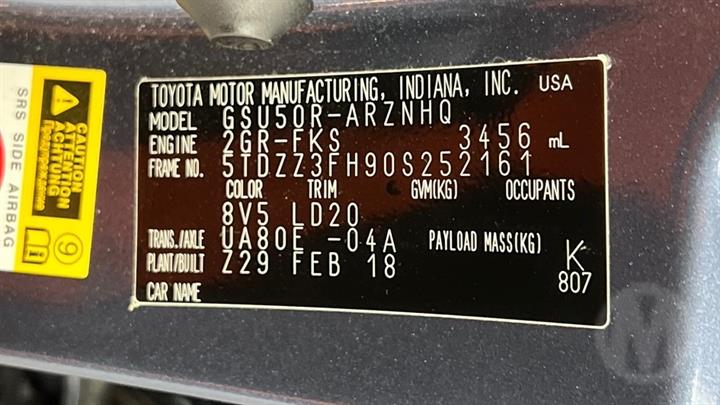 TOYOTA MOTOR MANUFACTURING, INDIANA, INC. USA
MODEL GSU50R-ARZNHQ
ENGINE 2GR-FKS 3456 mL
FRAME NO. 5TDZZ3FH90S252161
COLOR TRIM GVM(KG) OCCUPANTS
8V5 LD20
TRANS./AXLE UA80E -04A PAYLOAD MASS(KG) K
PLANT/BUILT Z29 FEB 18 807
CAR NAME
SRS SIDE AIRBAG
CAUTION
ATTENTION
ACHTUNG
9
M